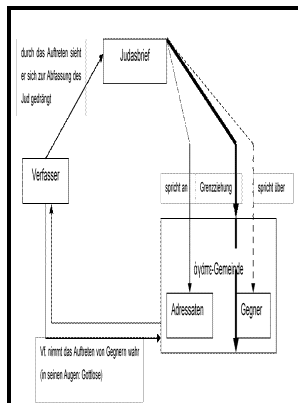 durch das Auftreten sieht
er sich zur Abfassung des
Jud gedrängt
Judasbrief
Verfasser
spricht an
Grenzziehung
spricht über
ἀγάπη-Gemeinde
Adressaten
Gegner
Vf. nimmt das Auftreten von Gegnern wahr
(in seinen Augen: Gottlose)